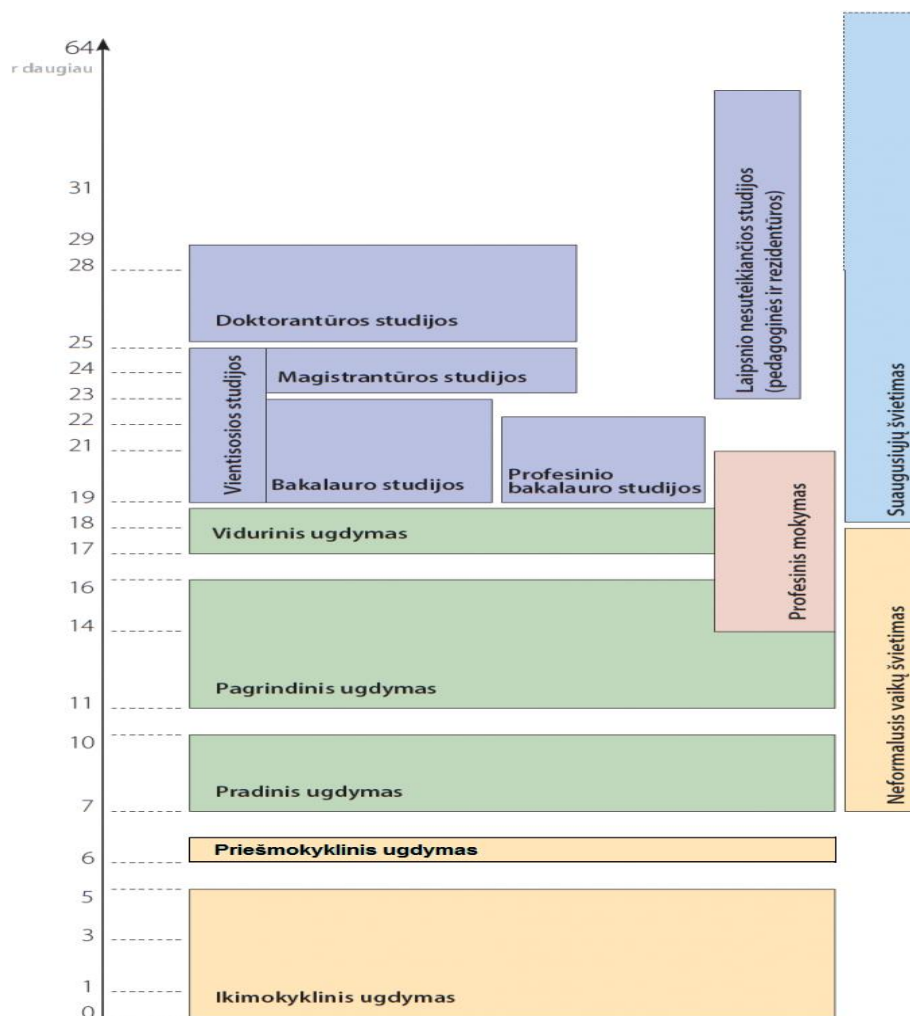 64
r daugiau
31
29
28
25
24
23
22
21
19
18
17
16
14
11
10
7
6
5
3
1
0
Laipsnio nesuteikiančios studijos
(pedagoginės ir rezidentūros)
Doktorantūros studijos
Vientisosios studijos
Magistrantūros studijos
Bakalauro studijos
Profesinio
bakalauro studijos
Suaugusiųjų švietimas
Vidurinis ugdymas
Profesinis mokymas
Pagrindinis ugdymas
Neformalusis vaikų švietimas
Pradinis ugdymas
Priešmokyklinis ugdymas
Ikimokyklinis ugdymas